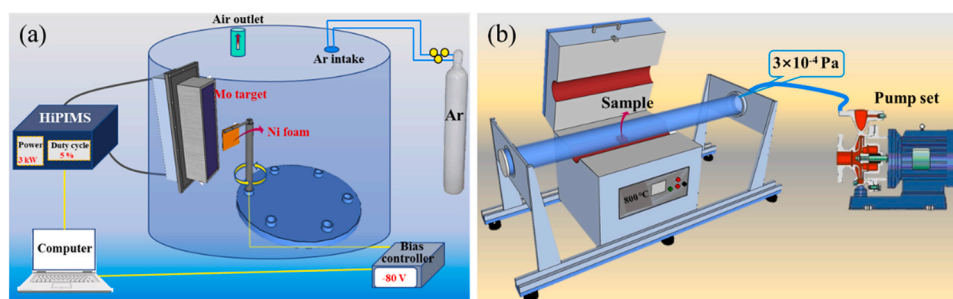 (a)
Air outlet
Ar intake
Mo target
HiPIMS
Power
3 kW
Duty cycle
5 %
Ni foam
Ar
Computer
Bias
controller
-80 V
(b)
3×10⁻⁴ Pa
Pump set
Sample
800 °C